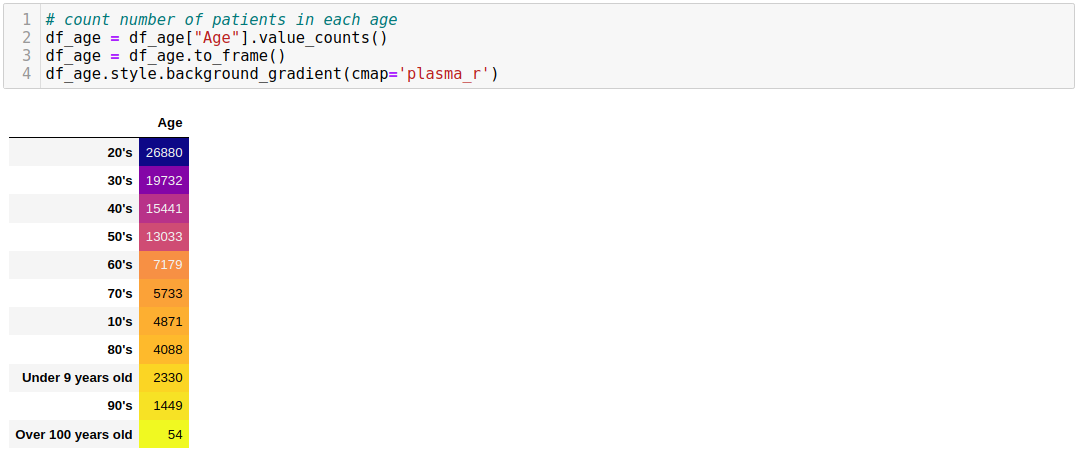 1 # count number of patients in each age
2 df_age = df_age["Age"].value_counts()
3 df_age = df_age.to_frame()
4 df_age.style.background_gradient(cmap='plasma_r')
Age
20's 26880
30's 19732
40's 15441
50's 13033
60's 7179
70's 5733
10's 4871
80's 4088
Under 9 years old 2330
90's 1449
Over 100 years old 54